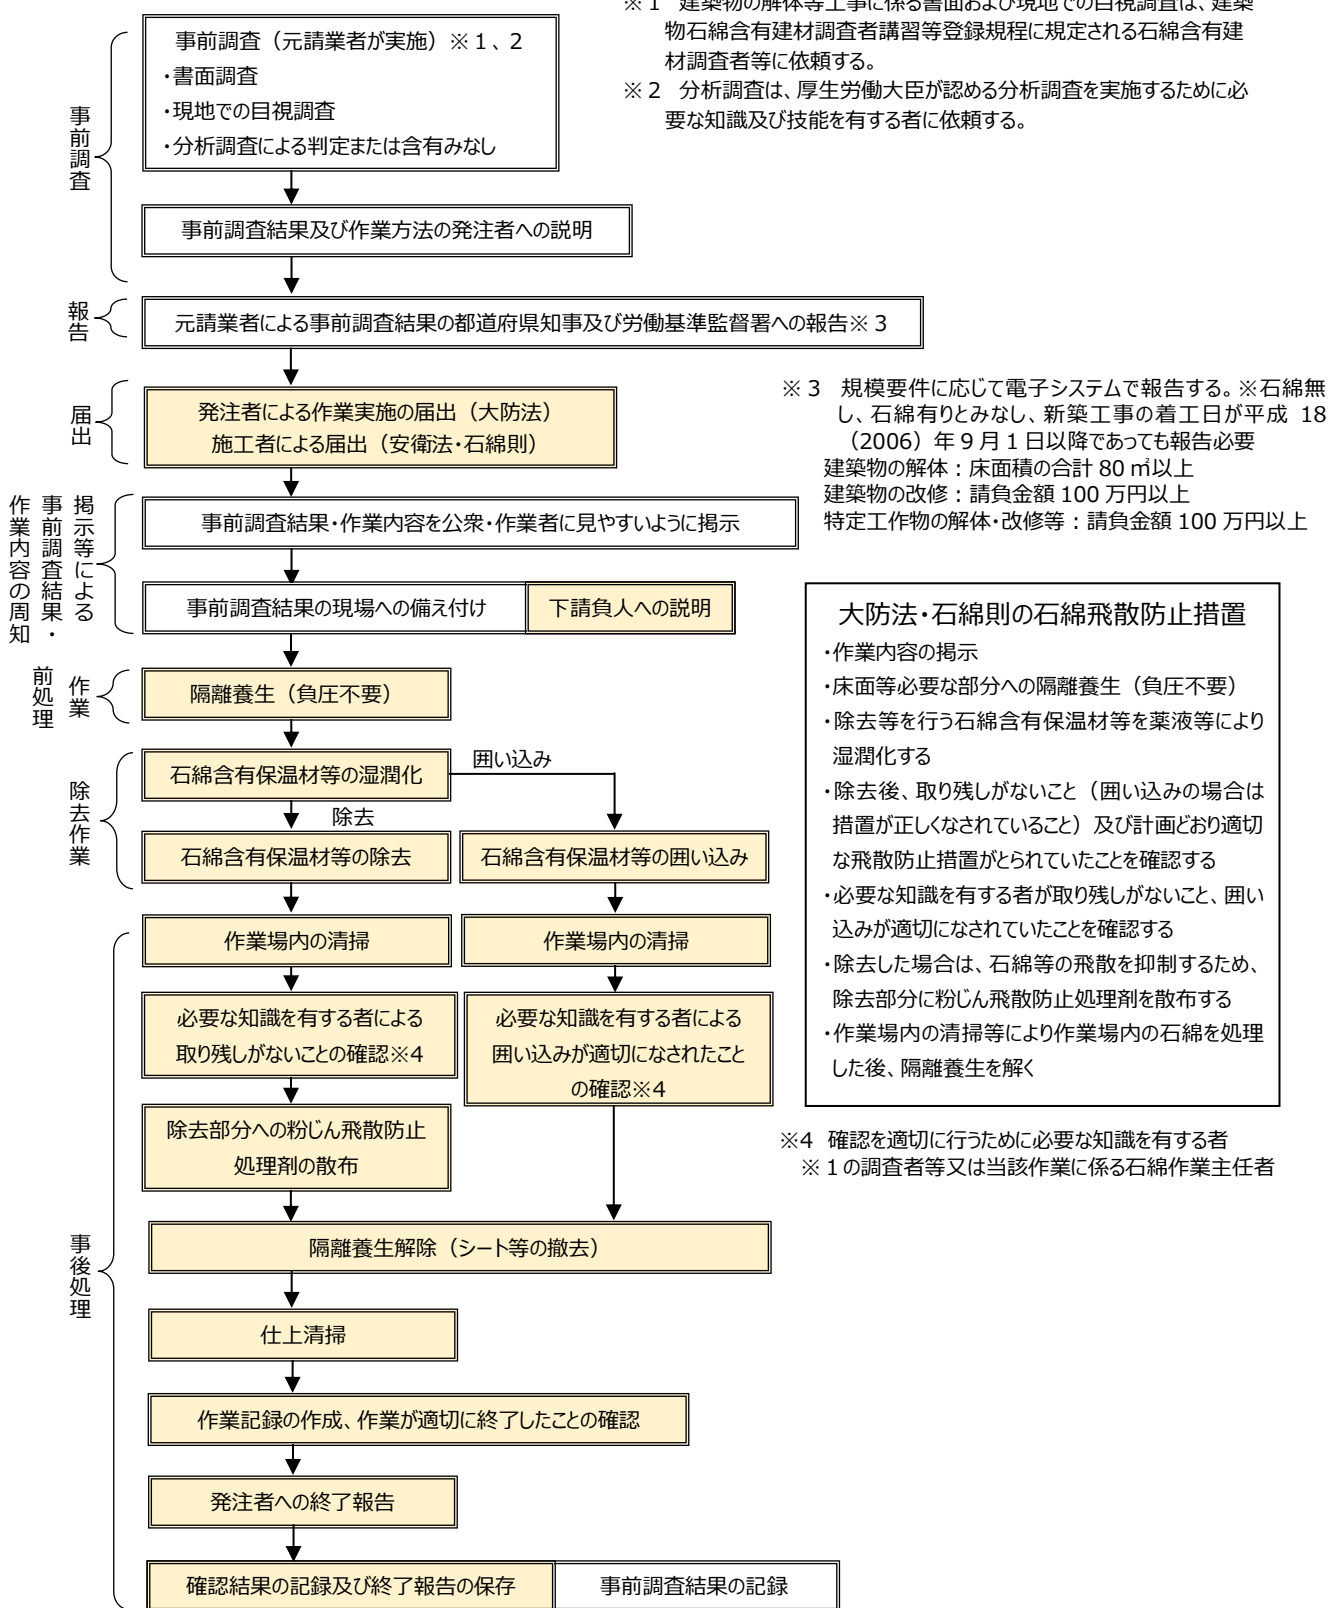 ※１ 建築物の解体等工事に係る書面および現地での目視調査は、建築
物石綿含有建材調査者講習等登録規程に規定される石綿含有建
材調査者等に依頼する。
※２ 分析調査は、厚生労働大臣が認める分析調査を実施するために必
要な知識及び技能を有する者に依頼する。
事前調査
事前調査（元請業者が実施）※１、２
・書面調査
・現地での目視調査
・分析調査による判定または含有みなし
事前調査結果及び作業方法の発注者への説明
報告
元請業者による事前調査結果の都道府県知事及び労働基準監督署への報告※３
※３ 規模要件に応じて電子システムで報告する。※石綿無
し、石綿有りとみなし、新築工事の着工日が平成 18
（2006）年９月１日以降であっても報告必要
建築物の解体：床面積の合計 80 ㎡以上
建築物の改修：請負金額 100 万円以上
特定工作物の解体・改修等：請負金額 100 万円以上
届出
発注者による作業実施の届出（大防法）
施工者による届出（安衛法・石綿則）
掲示等による
事前調査結果・
作業内容の周知
事前調査結果・作業内容を公衆・作業者に見やすいように掲示
事前調査結果の現場への備え付け
下請負人への説明
作業
前処理
隔離養生（負圧不要）
除去作業
石綿含有保温材等の湿潤化
囲い込み
除去
石綿含有保温材等の除去
石綿含有保温材等の囲い込み
事後処理
作業場内の清掃
作業場内の清掃
必要な知識を有する者による
取り残しがないことの確認※4
必要な知識を有する者による
囲い込みが適切になされたこと
の確認※4
除去部分への粉じん飛散防止
処理剤の散布
隔離養生解除（シート等の撤去）
仕上清掃
作業記録の作成、作業が適切に終了したことの確認
発注者への終了報告
確認結果の記録及び終了報告の保存
事前調査結果の記録
大防法・石綿則の石綿飛散防止措置
・作業内容の掲示
・床面等必要な部分への隔離養生（負圧不要）
・除去等を行う石綿含有保温材等を薬液等により
湿潤化する
・除去後、取り残しがないこと（囲い込みの場合は
措置が正しくなされていること）及び計画どおり適切
な飛散防止措置がとられていたことを確認する
・必要な知識を有する者が取り残しがないこと、囲い
込みが適切になされていたことを確認する
・除去した場合は、石綿等の飛散を抑制するため、
除去部分に粉じん飛散防止処理剤を散布する
・作業場内の清掃等により作業場内の石綿を処理
した後、隔離養生を解く
※4 確認を適切に行うために必要な知識を有する者
※１の調査者等又は当該作業に係る石綿作業主任者